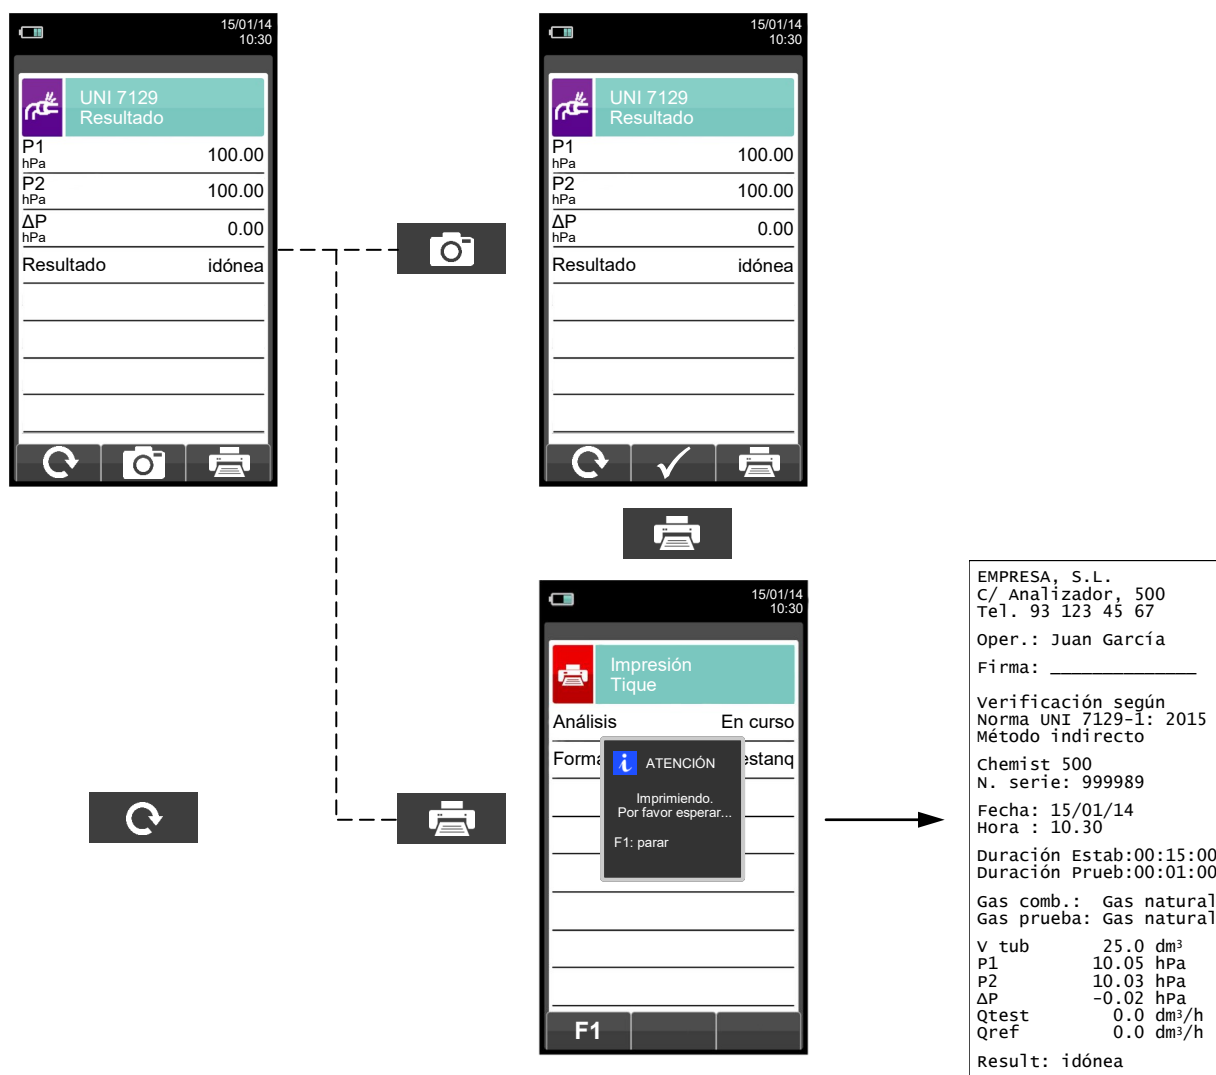 15/01/14
10:30
UNI 7129
Resultado
P1
hPa
100.00
P2
hPa
100.00
ΔP
hPa
0.00
Resultado idónea
15/01/14
10:30
UNI 7129
Resultado
P1
hPa
100.00
P2
hPa
100.00
ΔP
hPa
0.00
Resultado idónea
15/01/14
10:30
Impresión
Tique
Análisis En curso
Forma estanq
i ATENCIÓN
Imprimiendo.
Por favor esperar...
F1: parar
F1
EMPRESA, S.L.
C/ Analizador, 500
Tel. 93 123 45 67
Oper.: Juan García
Firma: ______________
Verificación según
Norma UNI 7129-1: 2015
Método indirecto
Chemist 500
N. serie: 999989
Fecha: 15/01/14
Hora : 10.30
Duración Estab:00:15:00
Duración Prueb:00:01:00
Gas comb.: Gas natural
Gas prueba: Gas natural
V tub 25.0 dm³
P1 10.05 hPa
P2 10.03 hPa
ΔP -0.02 hPa
Qtest 0.0 dm³/h
Qref 0.0 dm³/h
Result: idónea